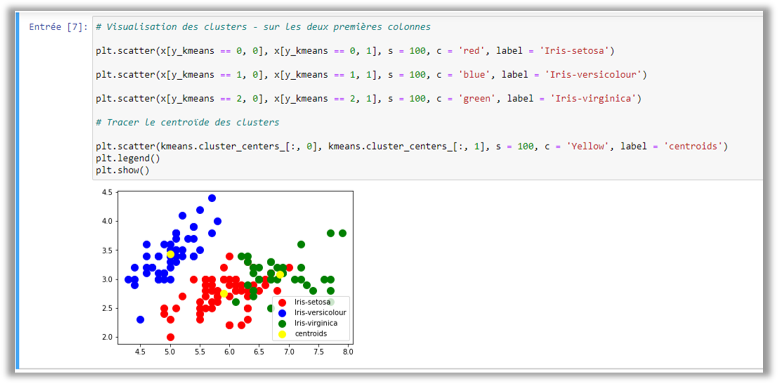 Entrée [7]:
# Visualisation des clusters - sur les deux premières colonnes
plt.scatter(x[y_kmeans == 0, 0], x[y_kmeans == 0, 1], s = 100, c = 'red', label = 'Iris-setosa')
plt.scatter(x[y_kmeans == 1, 0], x[y_kmeans == 1, 1], s = 100, c = 'blue', label = 'Iris-versicolour')
plt.scatter(x[y_kmeans == 2, 0], x[y_kmeans == 2, 1], s = 100, c = 'green', label = 'Iris-virginica')
# Tracer le centroïde des clusters
plt.scatter(kmeans.cluster_centers_[:, 0], kmeans.cluster_centers_[:, 1], s = 100, c = 'Yellow', label = 'centroids')
plt.legend()
plt.show()
4.5
4.0
3.5
3.0
2.5
2.0
Iris-setosa
Iris-versicolour
Iris-virginica
centroids
4.5 5.0 5.5 6.0 6.5 7.0 7.5 8.0